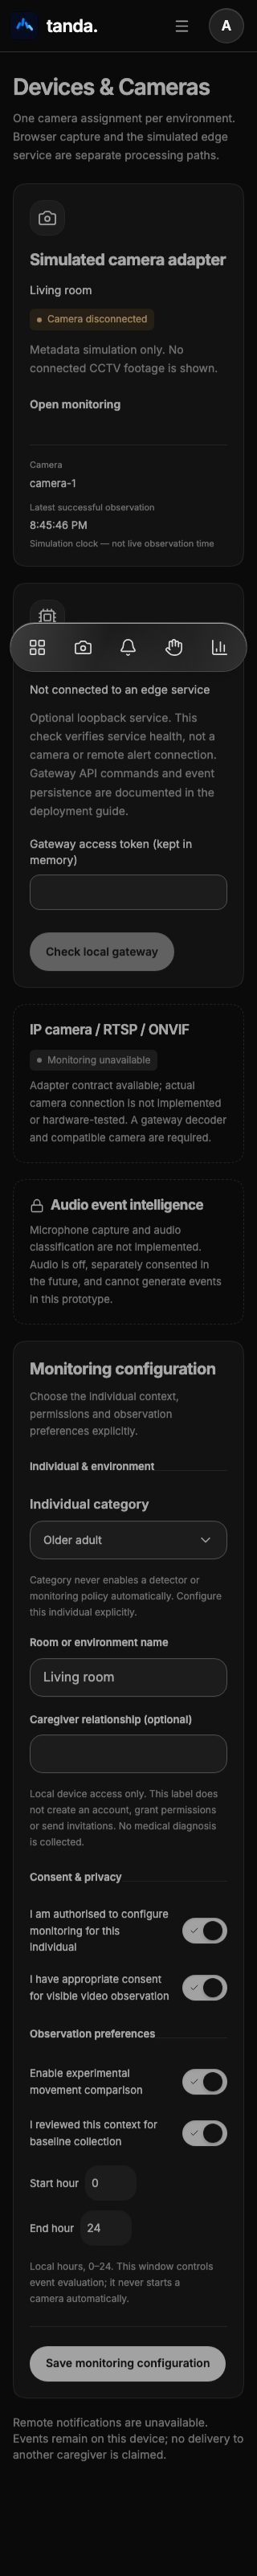 tanda.
A
Devices & Cameras
One camera assignment per environment.
Browser capture and the simulated edge
service are separate processing paths.
Simulated camera adapter
Living room
Camera disconnected
Metadata simulation only. No
connected CCTV footage is shown.
Open monitoring
Camera
camera-1
Latest successful observation
8:45:46 PM
Simulation clock — not live observation time
Not connected to an edge service
Optional loopback service. This
check verifies service health, not a
camera or remote alert connection.
Gateway API commands and event
persistence are documented in the
deployment guide.
Gateway access token (kept in
memory)
Check local gateway
IP camera / RTSP / ONVIF
Monitoring unavailable
Adapter contract available; actual
camera connection is not implemented
or hardware-tested. A gateway decoder
and compatible camera are required.
Audio event intelligence
Microphone capture and audio
classification are not implemented.
Audio is off, separately consented in
the future, and cannot generate events
in this prototype.
Monitoring configuration
Choose the individual context,
permissions and observation
preferences explicitly.
Individual & environment
Individual category
Older adult
Category never enables a detector or
monitoring policy automatically. Configure
this individual explicitly.
Room or environment name
Living room
Caregiver relationship (optional)
Local device access only. This label does
not create an account, grant permissions
or send invitations. No medical diagnosis
is collected.
Consent & privacy
I am authorised to configure
monitoring for this
individual
I have appropriate consent
for visible video observation
Observation preferences
Enable experimental
movement comparison
I reviewed this context for
baseline collection
Start hour 0
End hour 24
Local hours, 0–24. This window controls
event evaluation; it never starts a
camera automatically.
Save monitoring configuration
Remote notifications are unavailable.
Events remain on this device; no delivery to
another caregiver is claimed.